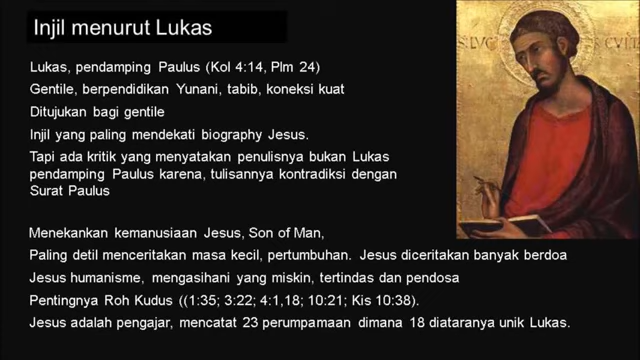 Injil menurut Lukas
Lukas, pendamping Paulus (Kol 4:14, Plm 24)
Gentile, berpendidikan Yunani, tabib, koneksi kuat
Ditujukan bagi gentile
Injil yang paling mendekati biography Jesus.
Tapi ada kritik yang menyatakan penulisnya bukan Lukas
pendamping Paulus karena, tulisannya kontradiksi dengan
Surat Paulus
Menekankan kemanusiaan Jesus, Son of Man,
Paling detil menceritakan masa kecil, pertumbuhan. Jesus diceritakan banyak berdoa
Jesus humanisme, mengasihani yang miskin, tertindas dan pendosa
Pentingnya Roh Kudus ((1:35; 3:22; 4:1,18; 10:21; Kis 10:38).
Jesus adalah pengajar, mencatat 23 perumpamaan dimana 18 diataranya unik Lukas.